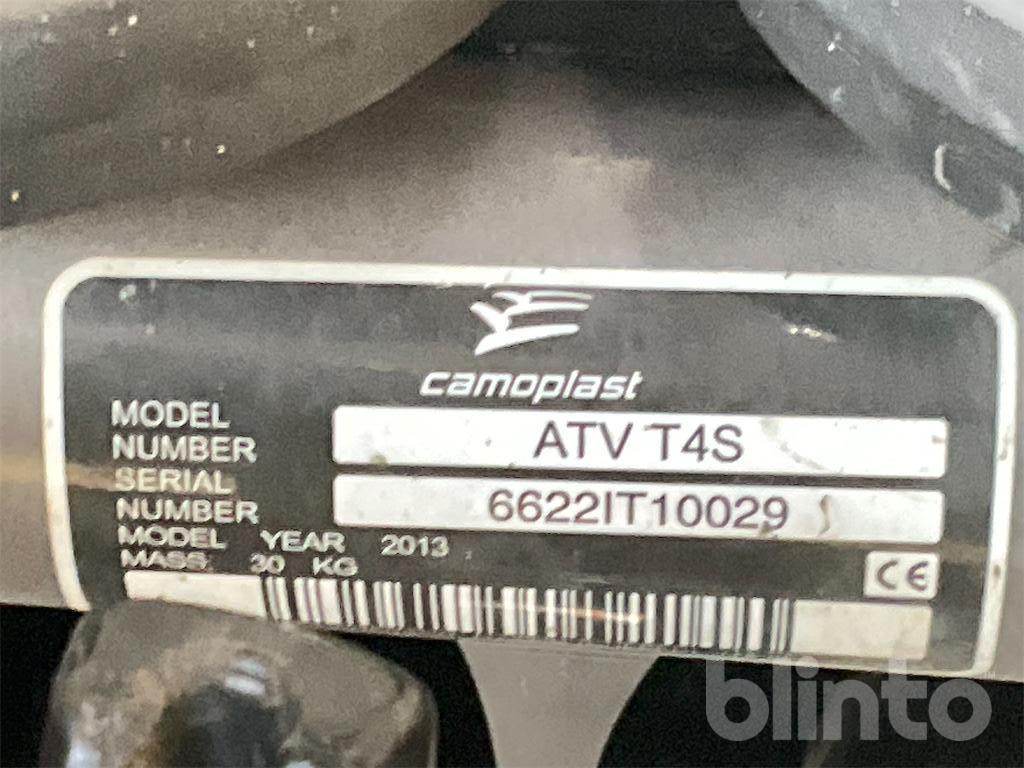 camoplast
MODEL NUMBER ATV T4S
SERIAL NUMBER 6622IT10029
MODEL YEAR 2013
MASS: 30 KG
CE
blinto